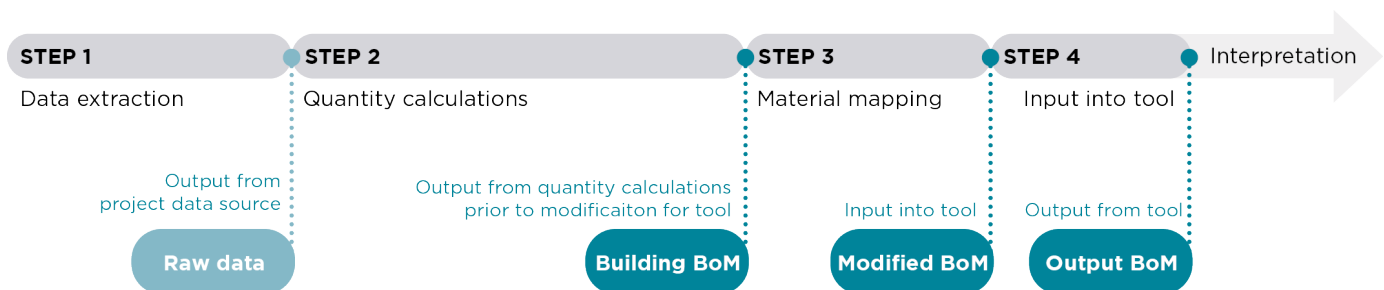 STEP 1
STEP 2
STEP 3
STEP 4
Interpretation
Data extraction
Quantity calculations
Material mapping
Input into tool
Output from
project data source
Output from quantity calculations
prior to modificaiton for tool
Input into tool
Output from tool
Raw data
Building BoM
Modified BoM
Output BoM